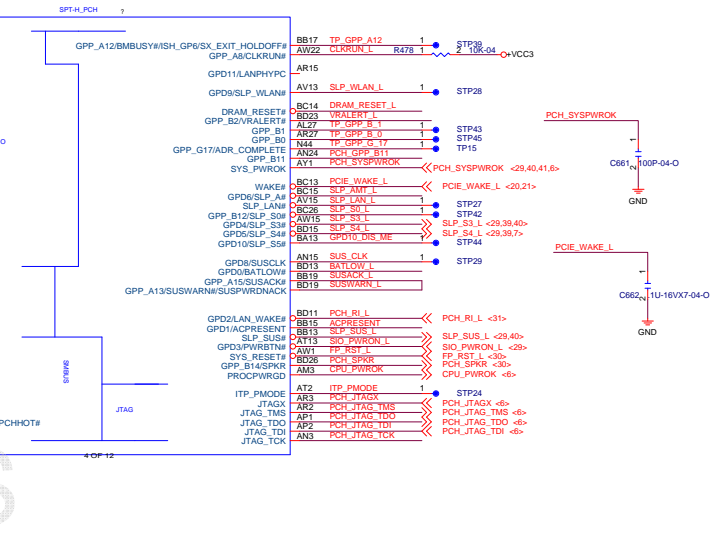 SPT-H_PCH ?
GPP_A12/BMBUSY#/ISH_GP6/SX_EXIT_HOLDOFF# BB17 TP_GPP_A12 1 STP39
GPP_A8/CLKRUN# AW22 CLKRUN_L R478 1 2 10K-04 +VCC3
GPD11/LANPHYPC AR15
GPD9/SLP_WLAN# AV13 SLP_WLAN_L 1 STP28
DRAM_RESET# BC14 DRAM_RESET_L
GPP_B2/VRALERT# BD23 VRALERT_L
GPP_B1 AL27 TP_GPP_B_1 1 STP43
GPP_B0 AR27 TP_GPP_B_0 1 STP45
GPP_G17/ADR_COMPLETE N44 TP_GPP_G_17 1 TP15
GPP_B11 AN24 PCH_GPP_B11
SYS_PWROK AY1 PCH_SYSPWROK PCH_SYSPWROK <29,40,41,6>
WAKE# BC13 PCIE_WAKE_L PCIE_WAKE_L <20,21>
GPD6/SLP_A# BC15 SLP_AMT_L
SLP_LAN# AV15 SLP_LAN_L 1 STP27
GPP_B12/SLP_S0# BC26 SLP_S0_L 1 STP42
GPD4/SLP_S3# AW15 SLP_S3_L SLP_S3_L <29,39,40>
GPD5/SLP_S4# BD15 SLP_S4_L SLP_S4_L <29,39,7>
GPD10/SLP_S5# BA13 GPD10_DIS_ME 1 STP44
GPD8/SUSCLK AN15 SUS_CLK 1 STP29
GPD0/BATLOW# BD13 BATLOW_L
GPP_A15/SUSACK# BB19 SUSACK_L
GPP_A13/SUSWARN#/SUSPWRDNACK BD19 SUSWARN_L
GPD2/LAN_WAKE# BD11 PCH_RI_L PCH_RI_L <31>
GPD1/ACPRESENT BB15 ACPRESENT
SLP_SUS# BB13 SLP_SUS_L SLP_SUS_L <29,40>
GPD3/PWRBTN# AT13 SIO_PWRON_L SIO_PWRON_L <29>
SYS_RESET# AW1 FP_RST_L FP_RST_L <30>
GPP_B14/SPKR BD26 PCH_SPKR PCH_SPKR <30>
PROCPWRGD AM3 CPU_PWROK CPU_PWROK <6>
ITP_PMODE AT2 ITP_PMODE 1 STP24
JTAGX AR3 PCH_JTAGX PCH_JTAGX <6>
JTAG_TMS AR2 PCH_JTAG_TMS PCH_JTAG_TMS <6>
JTAG_TDO AP1 PCH_JTAG_TDO PCH_JTAG_TDO <6>
JTAG_TDI AP2 PCH_JTAG_TDI PCH_JTAG_TDI <6>
JTAG_TCK AN3 PCH_JTAG_TCK
SMBUS
JTAG
PCHHOT#
4 OF 12
PCH_SYSPWROK
1
C661 2 100P-04-O
GND
PCIE_WAKE_L
1
C662 2 .1U-16VX7-04-O
GND